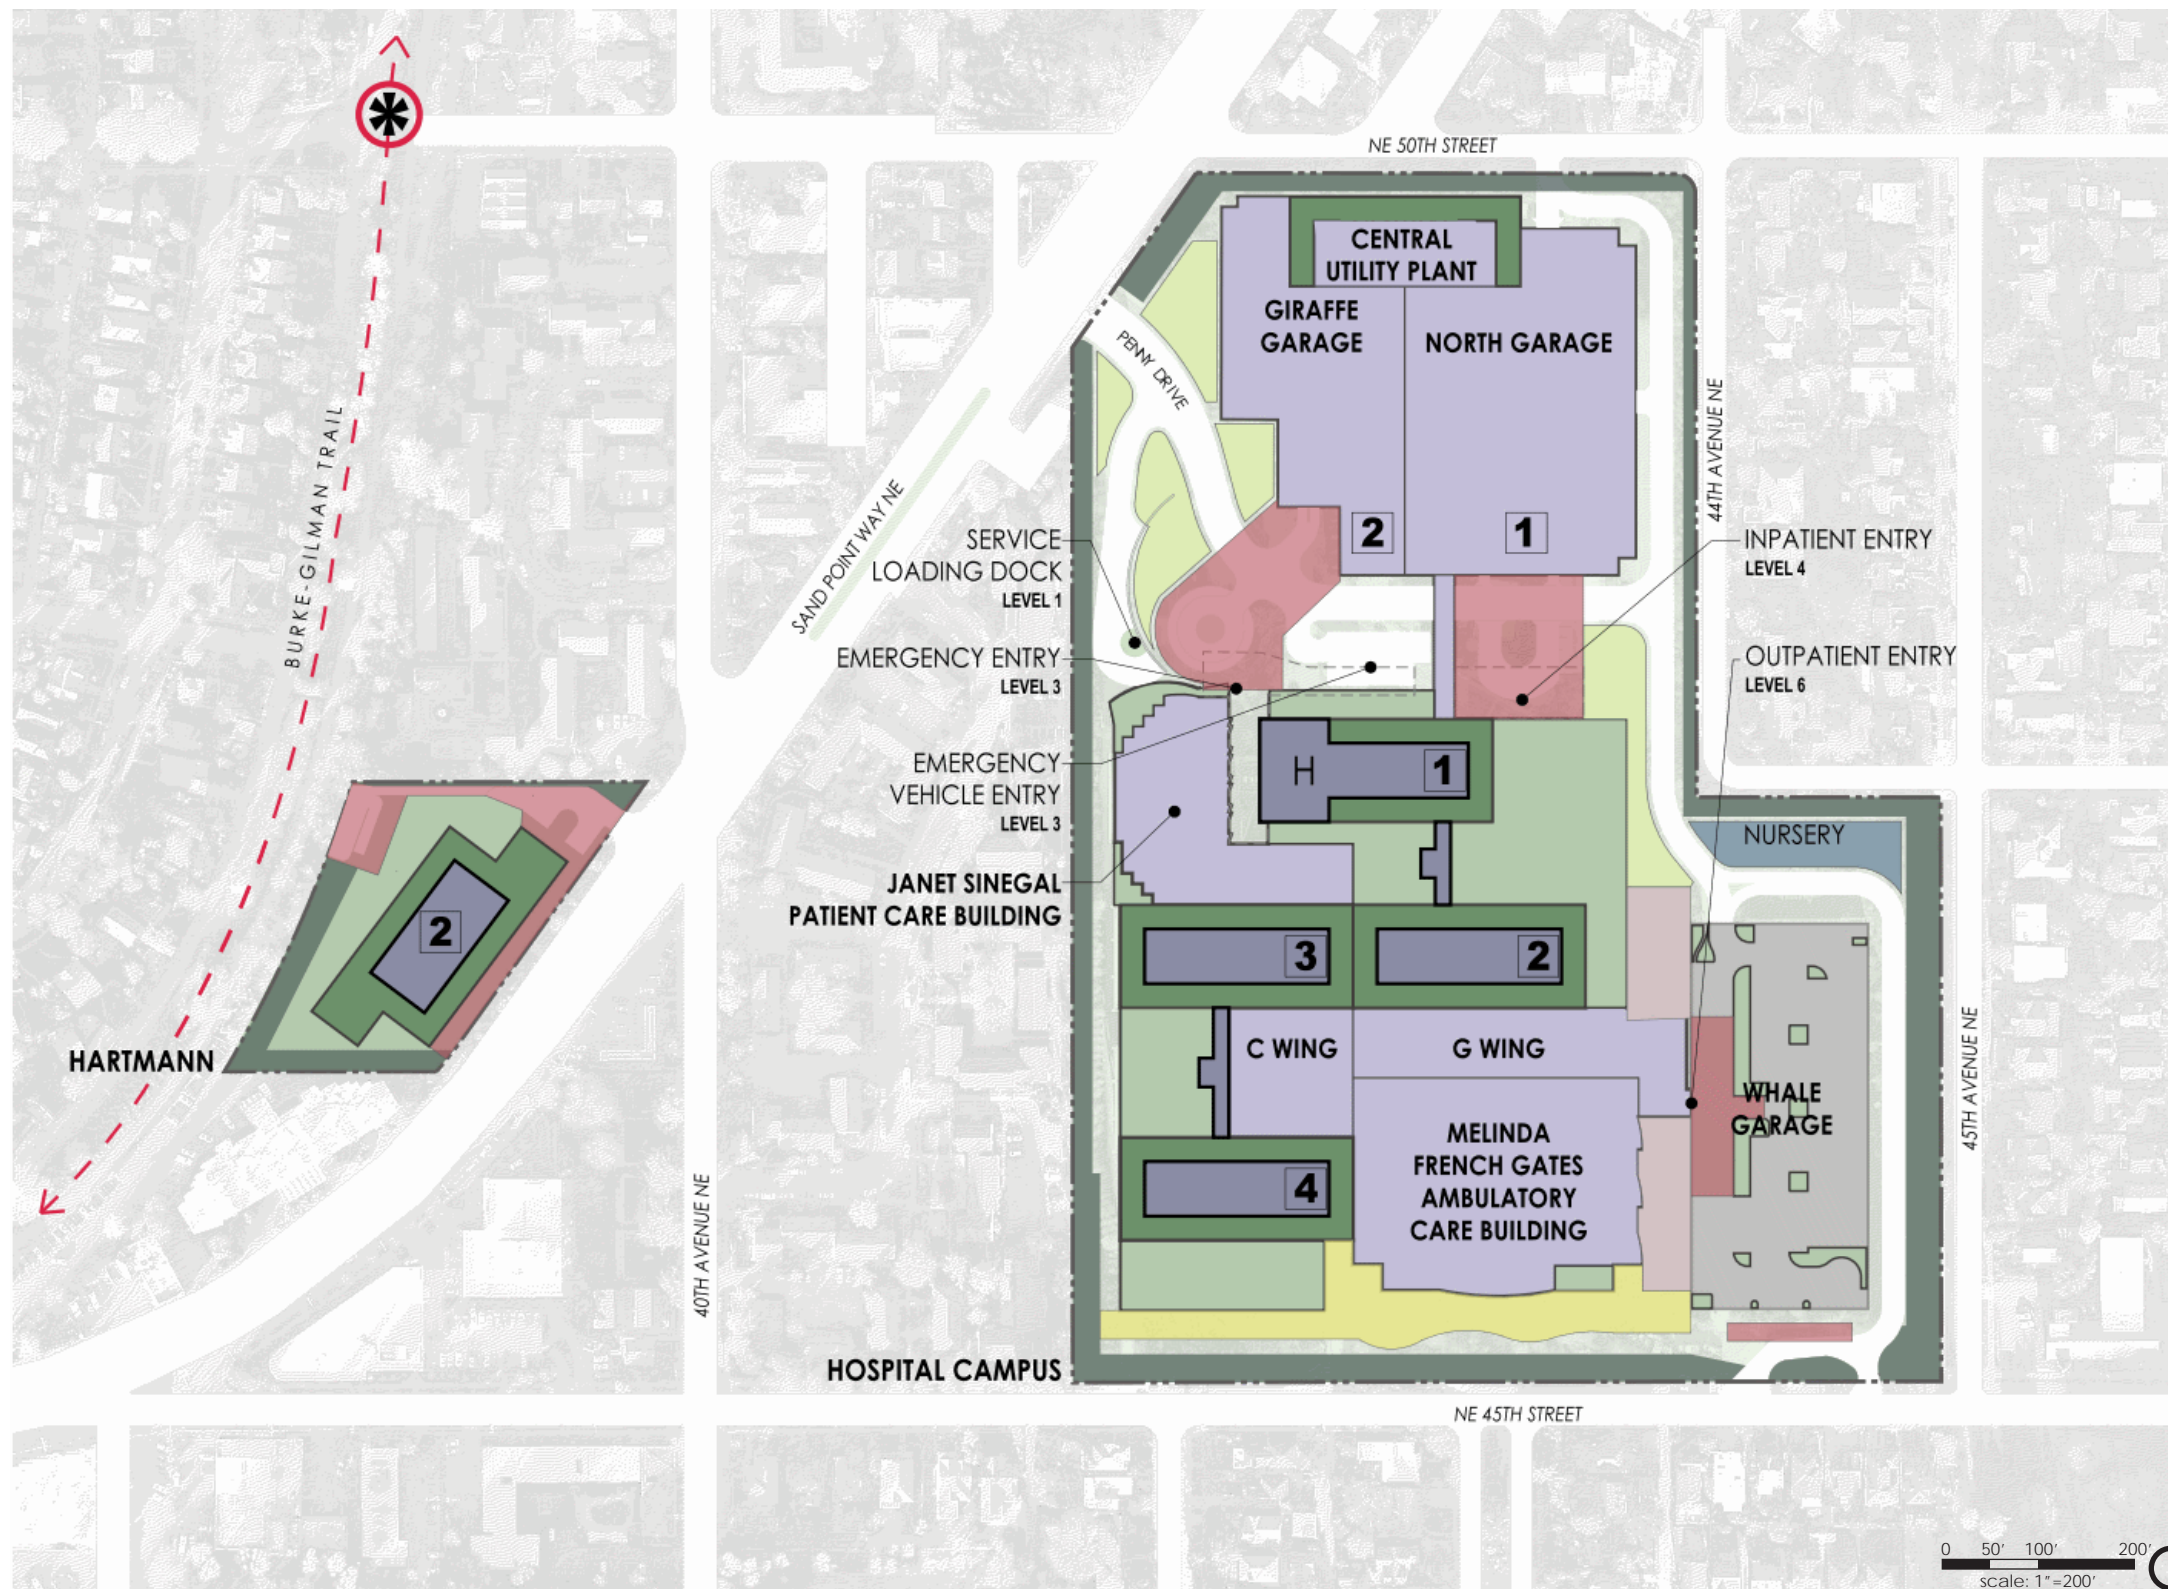 NE 50TH STREET
CENTRAL
UTILITY PLANT
GIRAFFE
GARAGE
NORTH GARAGE
PENNY DRIVE
BURKE-GILMAN TRAIL
SAND POINT WAY NE
44TH AVENUE NE
2
1
SERVICE
LOADING DOCK
LEVEL 1
INPATIENT ENTRY
LEVEL 4
EMERGENCY ENTRY
LEVEL 3
OUTPATIENT ENTRY
LEVEL 6
EMERGENCY
VEHICLE ENTRY
LEVEL 3
H
1
NURSERY
JANET SINEGAL
PATIENT CARE BUILDING
2
3
2
HARTMANN
C WING
G WING
WHALE
GARAGE
45TH AVENUE NE
MELINDA
FRENCH GATES
AMBULATORY
CARE BUILDING
4
40TH AVENUE NE
HOSPITAL CAMPUS
NE 45TH STREET
0 50' 100' 200'
scale: 1"=200'